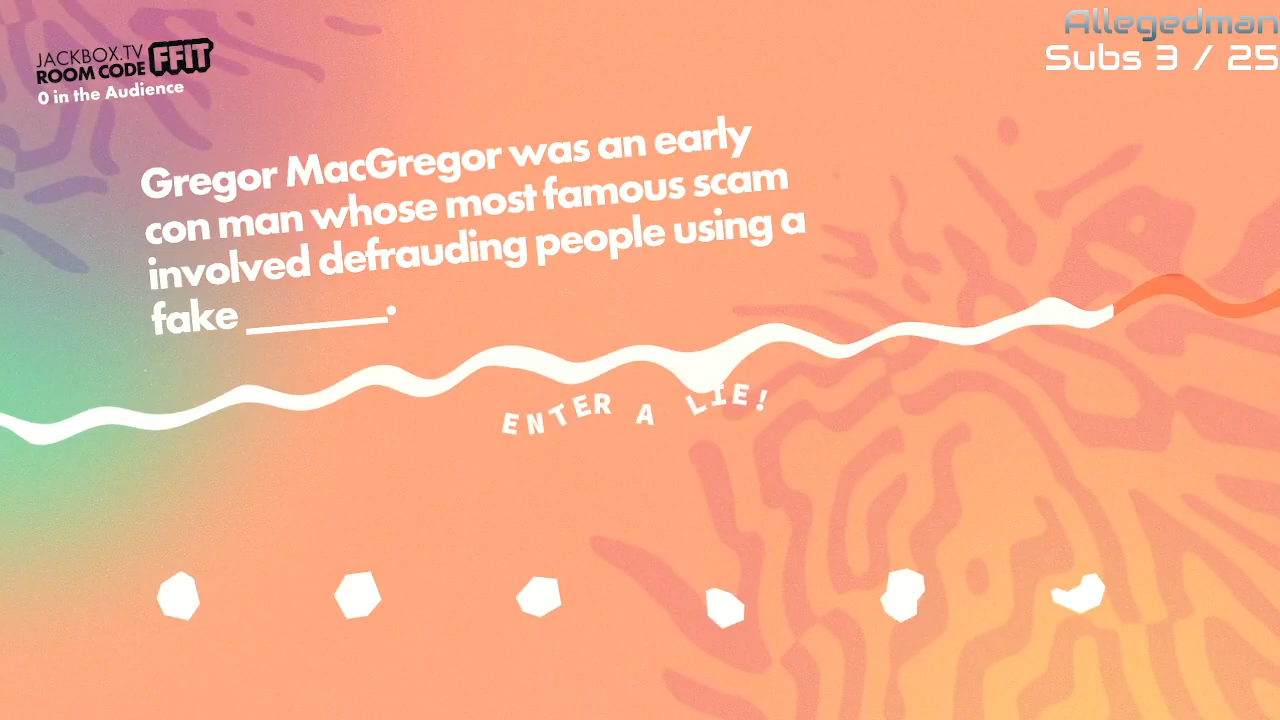 JACKBOX.TV
ROOM CODE FFIT
0 in the Audience
Allegedman
Subs 3 / 25
Gregor MacGregor was an early
con man whose most famous scam
involved defrauding people using a
fake ______.
ENTER A LIE!